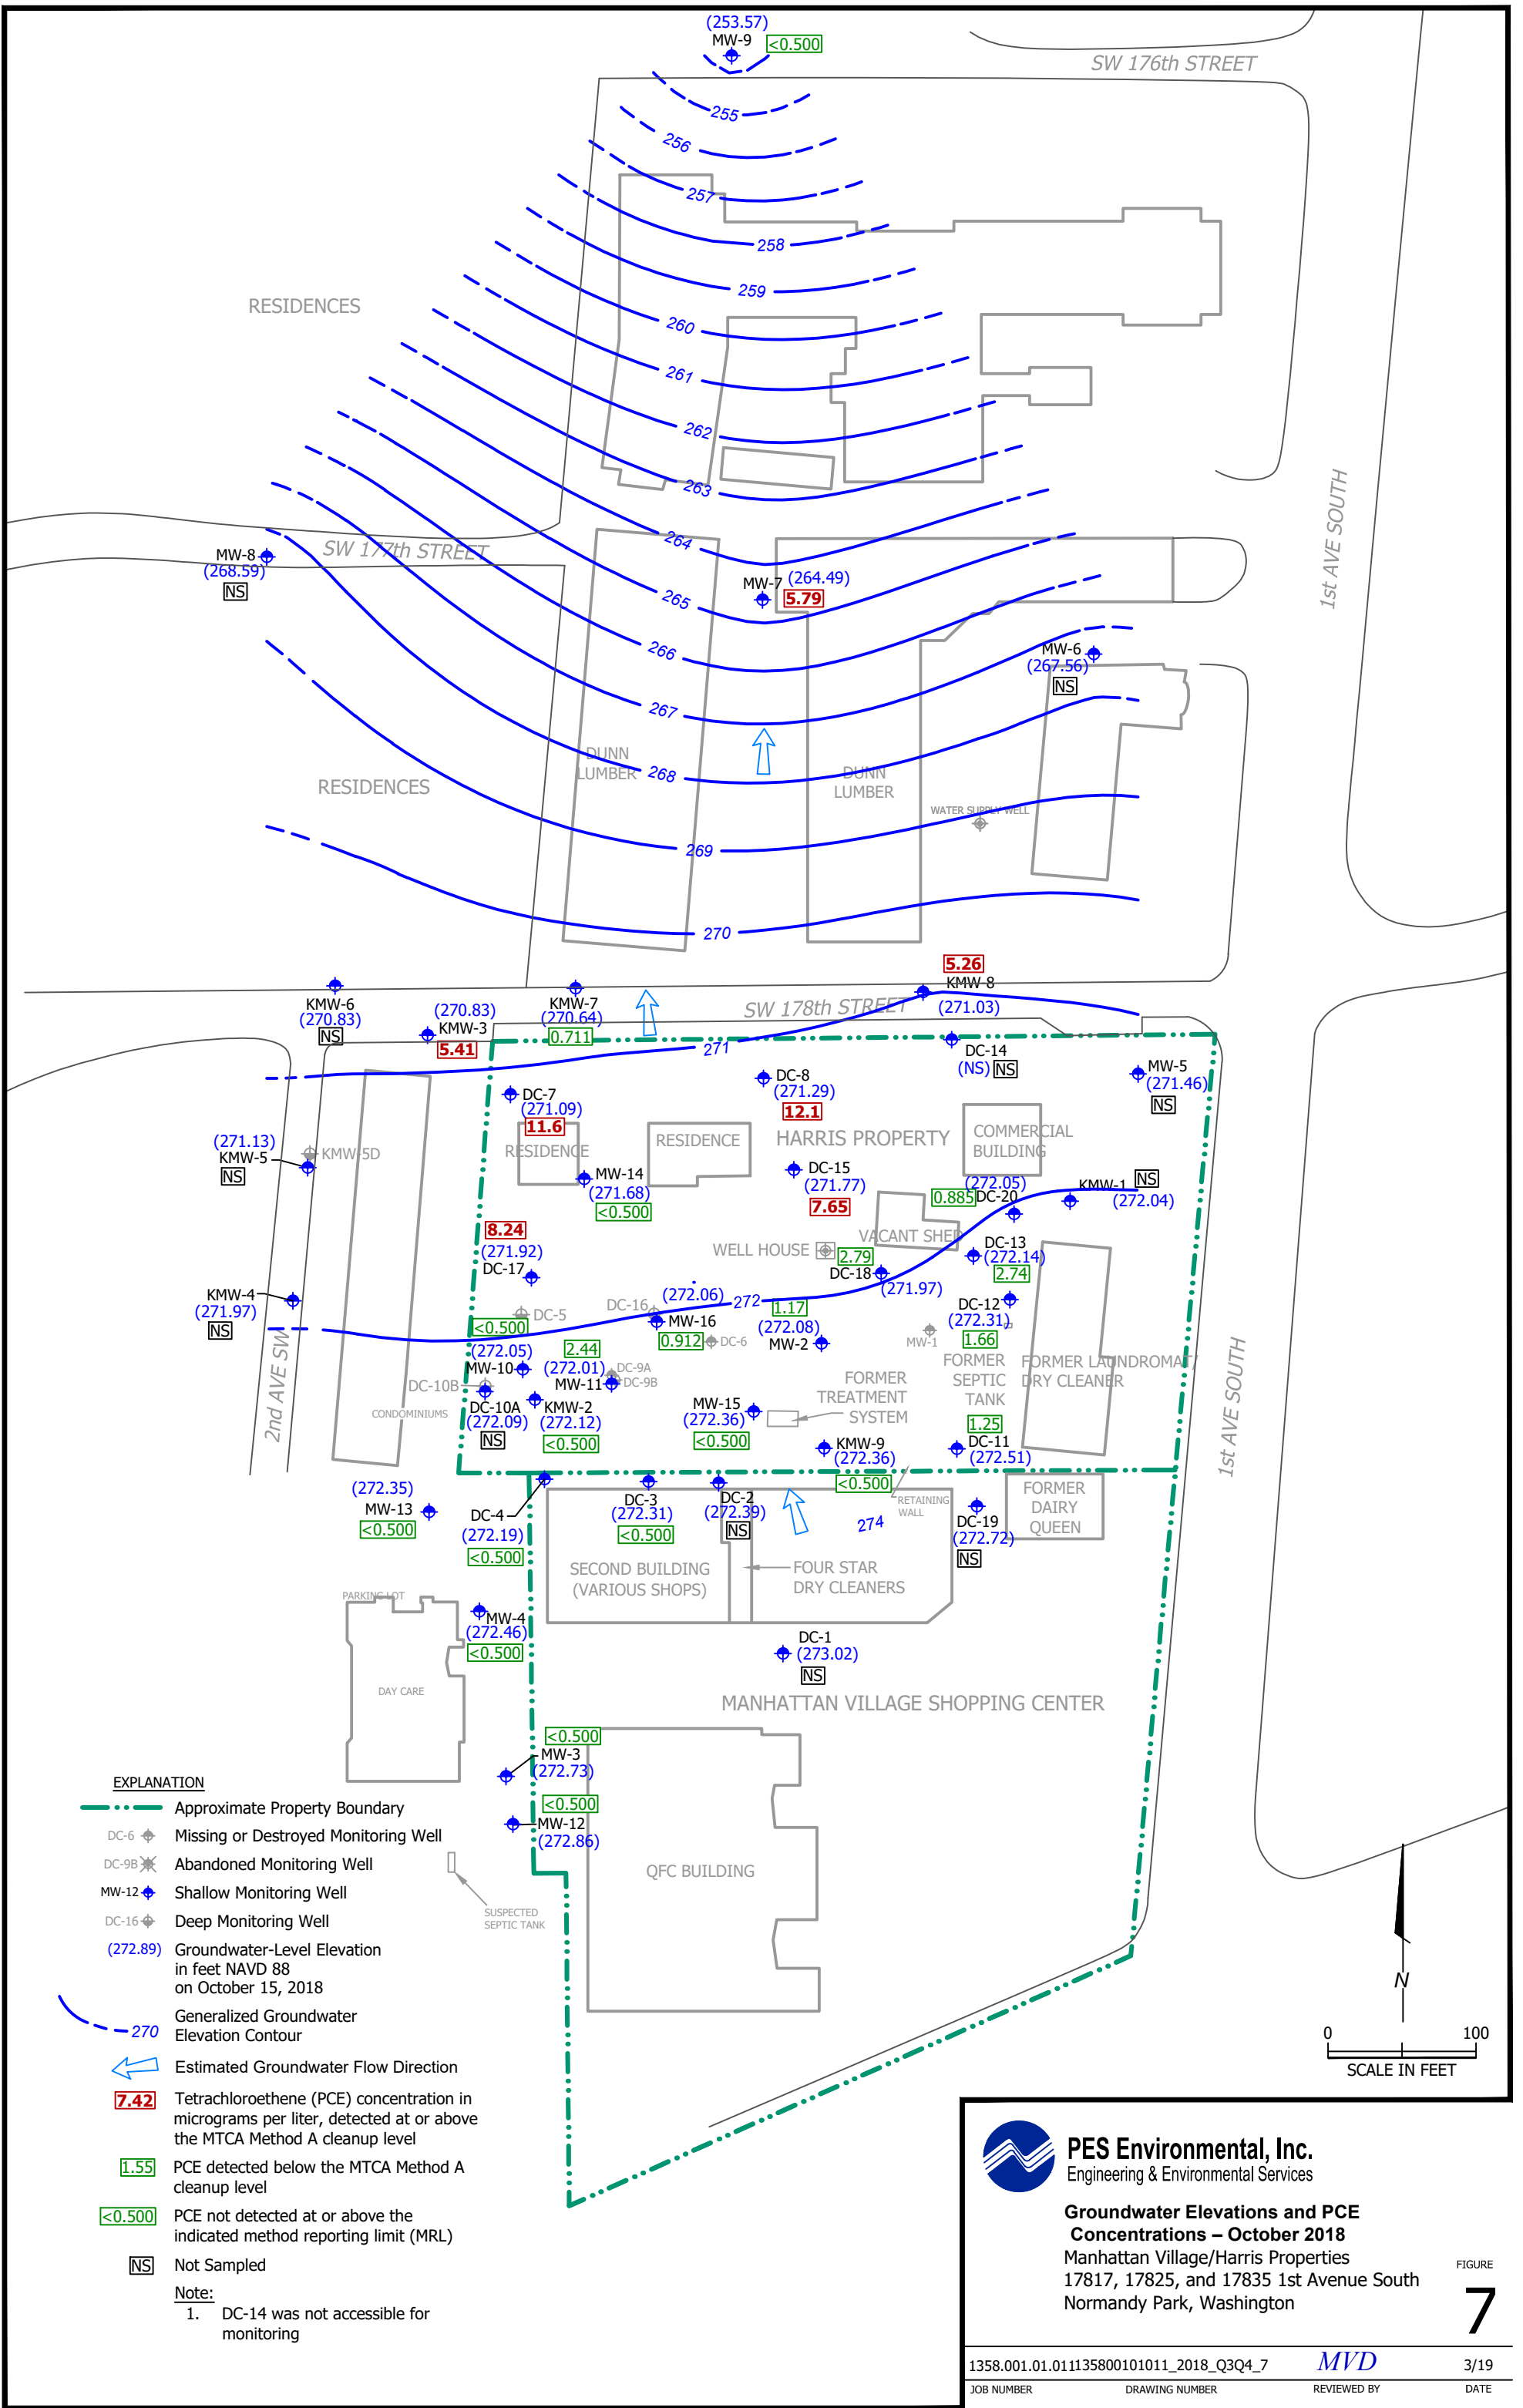 (253.57)
MW-9
<0.500
SW 176th STREET
255
256
257
258
259
RESIDENCES
260
261
262
263
264
1st AVE SOUTH
SW 177th STREET
MW-8
(268.59)
NS
MW-7
(264.49)
5.79
265
266
MW-6
(267.56)
NS
267
DUNN
LUMBER
268
DUNN
LUMBER
RESIDENCES
WATER SUPPLY WELL
269
270
5.26
KMW-8
(271.03)
KMW-6
(270.83)
NS
(270.83)
KMW-3
5.41
KMW-7
(270.64)
0.711
SW 178th STREET
271
DC-14
(NS)
NS
DC-8
(271.29)
12.1
MW-5
(271.46)
NS
DC-7
(271.09)
11.6
RESIDENCE
RESIDENCE
HARRIS PROPERTY
COMMERCIAL
BUILDING
(271.13)
KMW-5
NS
KMW-5D
MW-14
(271.68)
<0.500
DC-15
(271.77)
7.65
(272.05)
0.885
DC-20
KMW-1
NS
(272.04)
8.24
(271.92)
DC-17
WELL HOUSE
VACANT SHED
2.79
DC-18
(271.97)
DC-13
(272.14)
2.74
KMW-4
(271.97)
NS
DC-5
<0.500
DC-16
(272.06)
MW-16
0.912
DC-6
272
1.17
(272.08)
MW-2
DC-12
(272.31)
1.66
MW-1
2nd AVE SW
(272.05)
MW-10
2.44
(272.01)
MW-11
DC-9A
DC-9B
DC-10B
DC-10A
(272.09)
NS
KMW-2
(272.12)
<0.500
CONDOMINIUMS
FORMER
SEPTIC
TANK
FORMER LAUNDROMAT/
DRY CLEANER
FORMER
TREATMENT
SYSTEM
1st AVE SOUTH
MW-15
(272.36)
<0.500
KMW-9
(272.36)
<0.500
1.25
DC-11
(272.51)
RETAINING
WALL
(272.35)
MW-13
<0.500
DC-4
(272.19)
<0.500
DC-3
(272.31)
<0.500
DC-2
(272.39)
NS
274
DC-19
(272.72)
NS
FORMER
DAIRY
QUEEN
SECOND BUILDING
(VARIOUS SHOPS)
FOUR STAR
DRY CLEANERS
PARKING LOT
MW-4
(272.46)
<0.500
DC-1
(273.02)
NS
DAY CARE
MANHATTAN VILLAGE SHOPPING CENTER
<0.500
MW-3
(272.73)
<0.500
MW-12
(272.86)
QFC BUILDING
SUSPECTED
SEPTIC TANK
EXPLANATION
Approximate Property Boundary
DC-6 Missing or Destroyed Monitoring Well
DC-9B Abandoned Monitoring Well
MW-12 Shallow Monitoring Well
DC-16 Deep Monitoring Well
(272.89) Groundwater-Level Elevation
in feet NAVD 88
on October 15, 2018
Generalized Groundwater
270 Elevation Contour
Estimated Groundwater Flow Direction
7.42 Tetrachloroethene (PCE) concentration in
micrograms per liter, detected at or above
the MTCA Method A cleanup level
1.55 PCE detected below the MTCA Method A
cleanup level
<0.500 PCE not detected at or above the
indicated method reporting limit (MRL)
NS Not Sampled
Note:
1. DC-14 was not accessible for
monitoring
N
0 100
SCALE IN FEET
PES Environmental, Inc.
Engineering & Environmental Services
Groundwater Elevations and PCE
Concentrations – October 2018
Manhattan Village/Harris Properties
17817, 17825, and 17835 1st Avenue South
Normandy Park, Washington
FIGURE
7
1358.001.01.011 135800101011_2018_Q3Q4_7 MVD 3/19
JOB NUMBER DRAWING NUMBER REVIEWED BY DATE